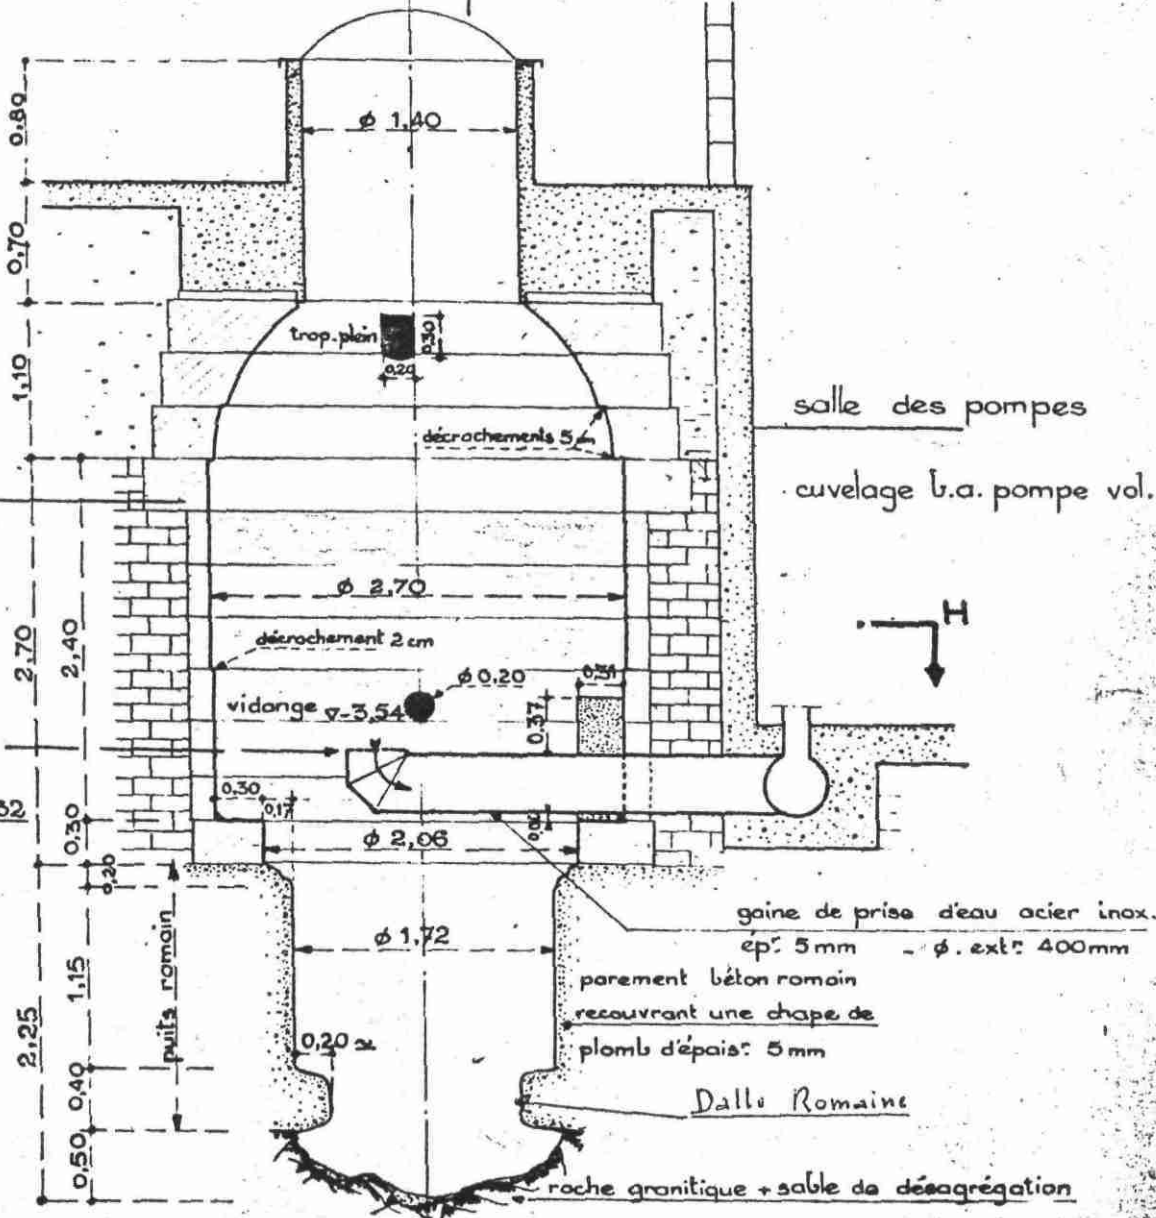 0,80
ϕ 1,40
0,70
trop.plein
0,30
0,20
1,10
salle des pompes
décrochements 5
cuvelage b.a. pompe vol.
ϕ 2,70
H
2,70
2,40
décrochement 2 cm
ϕ 0,20
0,31
vidange ▽-3,54
0,37
0,30
0,17
0,30
ϕ 2,06
0,20
puits romain
gaine de prise d'eau acier inox.
épʳ 5mm - ϕ. extʳ 400mm
ϕ 1,72
parement béton romain
1,15
recouvrant une chape de
2,25
0,20
plomb d'épaisʳ 5mm
0,40
Dalle Romaine
0,50
roche granitique + sable de désagrégation